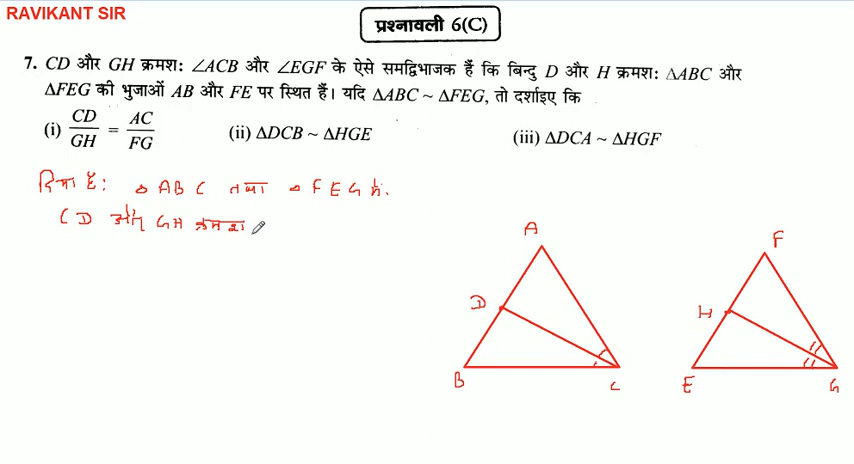 RAVIKANT SIR
प्रश्नावली 6(C)
7. CD और GH क्रमश: ∠ACB और ∠EGF के ऐसे समद्विभाजक हैं कि बिन्दु D और H क्रमश: ΔABC और
ΔFEG की भुजाओं AB और FE पर स्थित हैं। यदि ΔABC ~ ΔFEG, तो दर्शाइए कि
(i) CD/GH = AC/FG (ii) ΔDCB ~ ΔHGE (iii) ΔDCA ~ ΔHGF
दिया है: △ABC तथा △FEG में.
CD और GH क्रमश
A
F
D
H
B
C
E
G